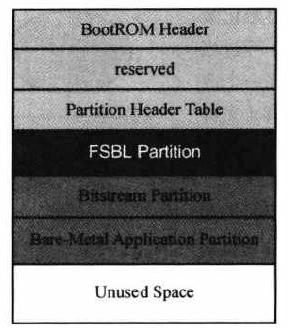 BootROM Header
reserved
Partition Header Table
FSBL Partition
Bitstream Partition
Bare-Metal Application Partition
Unused Space